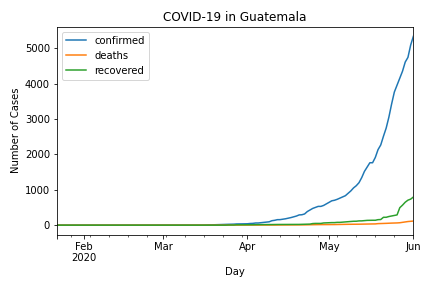 COVID-19 in Guatemala
confirmed
deaths
recovered
Number of Cases
5000
4000
3000
2000
1000
0
Feb
2020
Mar
Apr
May
Jun
Day